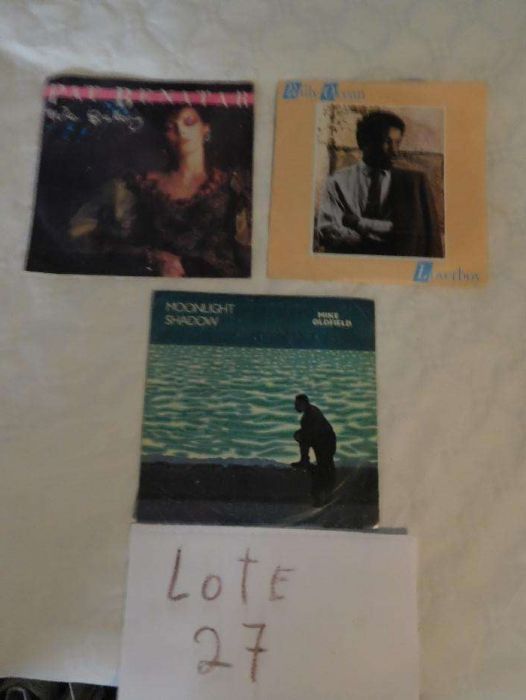 PAT BENATAR
Billy Ocean
Loverboy
MOONLIGHT
SHADOW
MIKE
OLDFIELD
LOTE
27